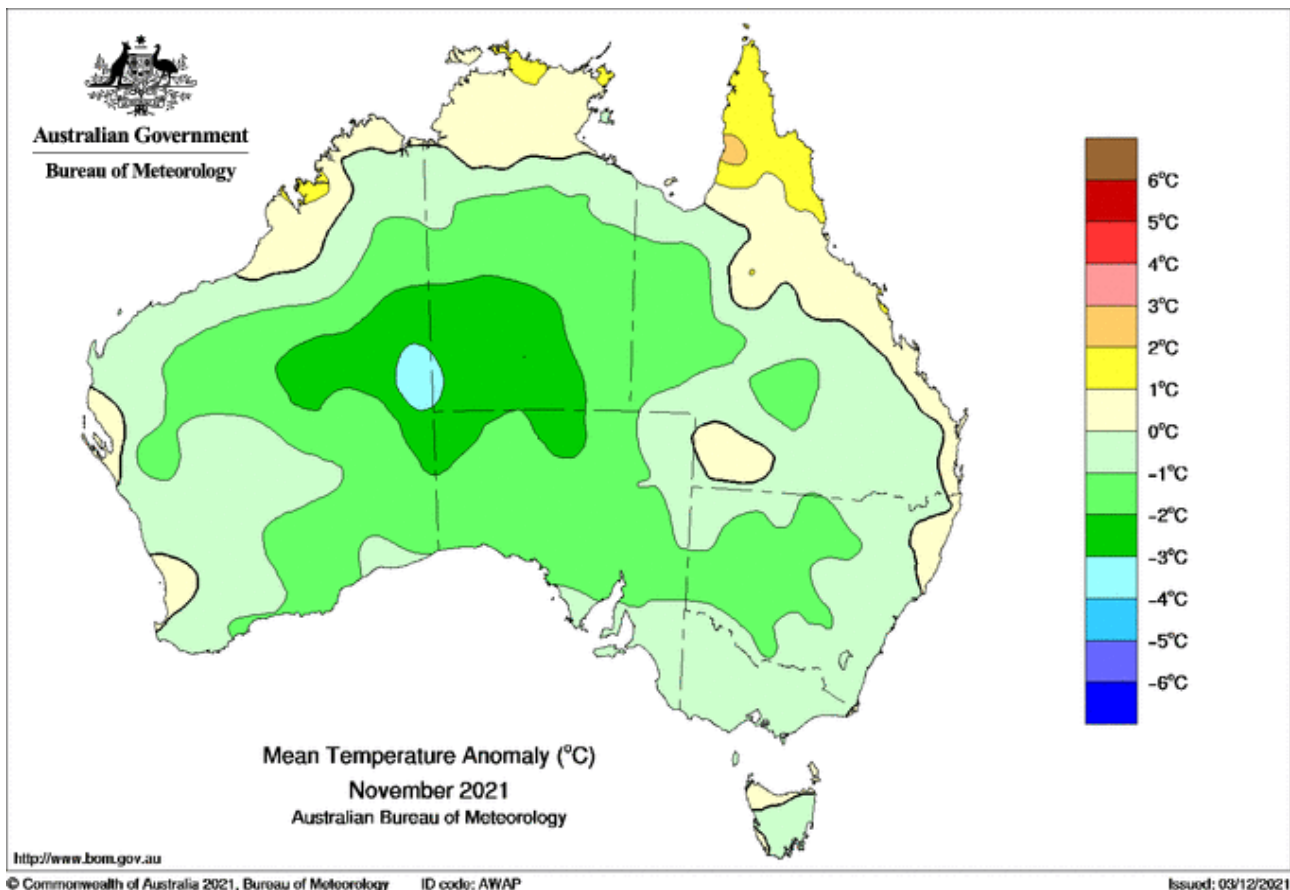 Australian Government
Bureau of Meteorology
6°C
5°C
4°C
3°C
2°C
1°C
0°C
-1°C
-2°C
-3°C
-4°C
-5°C
-6°C
Mean Temperature Anomaly (°C)
November 2021
Australian Bureau of Meteorology
http://www.bom.gov.au
© Commonwealth of Australia 2021, Bureau of Meteorology ID code: AWAP Issued: 03/12/2021